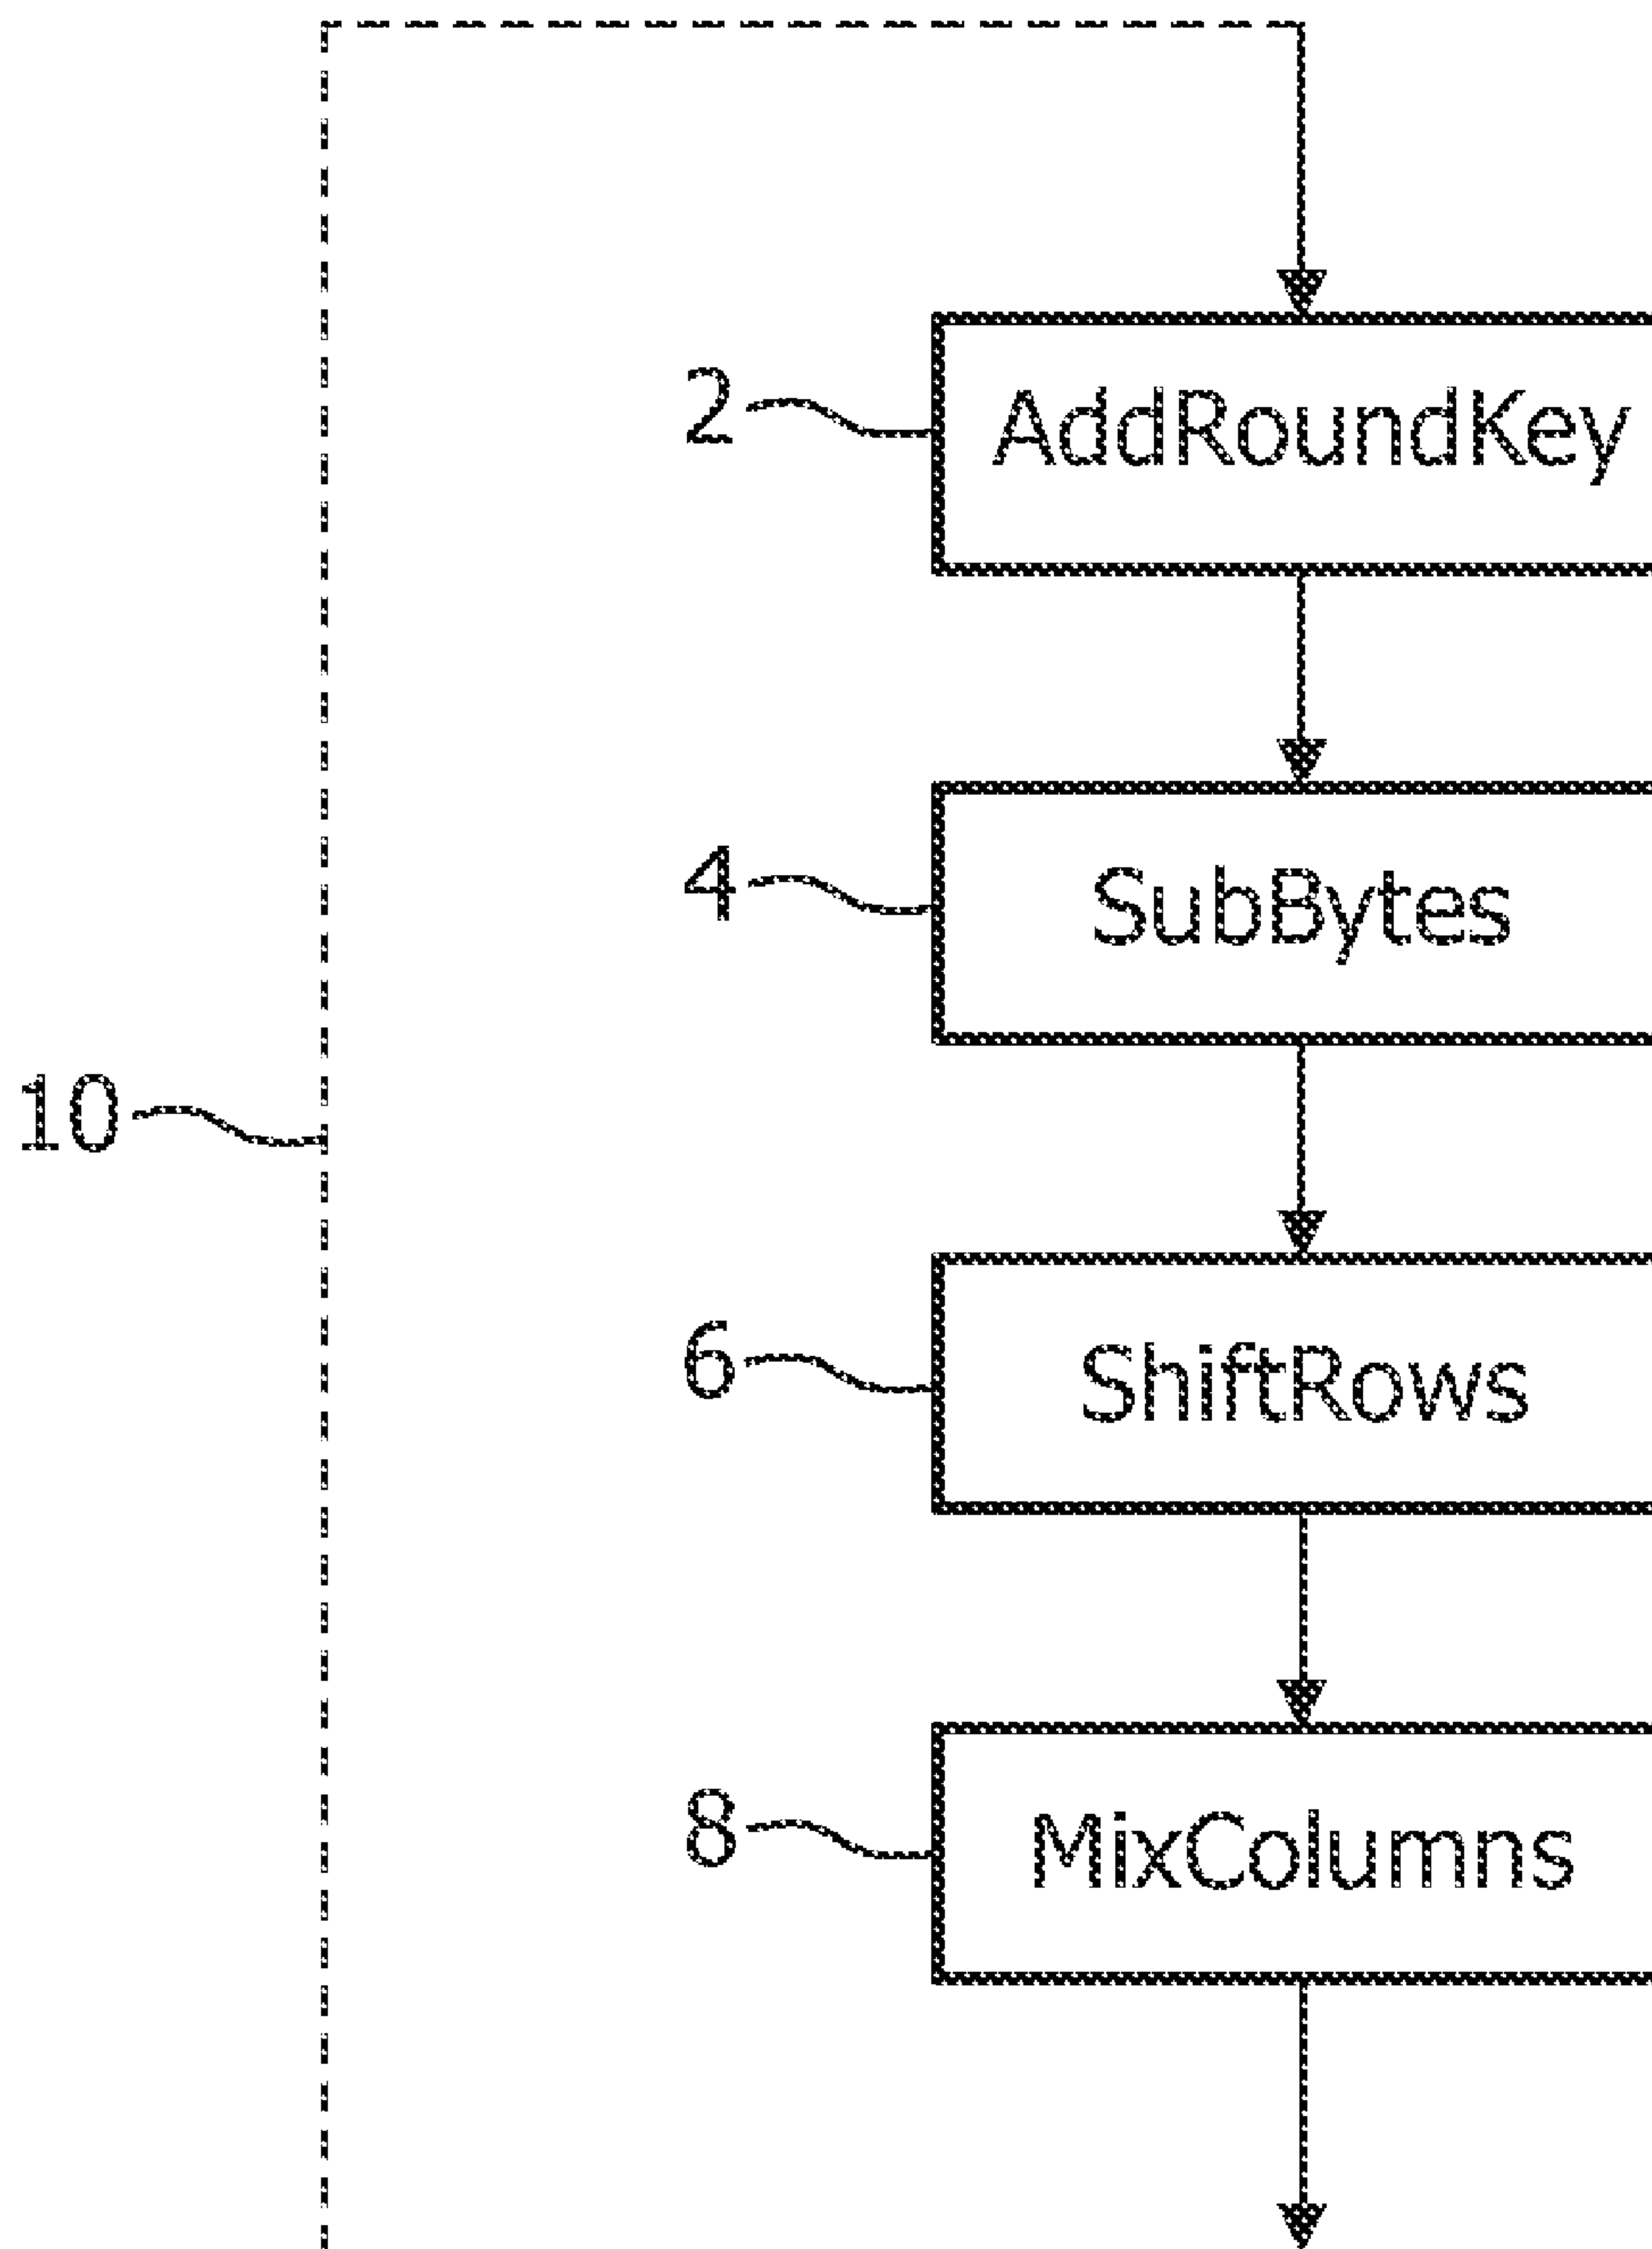 2 AddRoundKey
4 SubBytes
10
6 ShiftRows
8 MixColumns